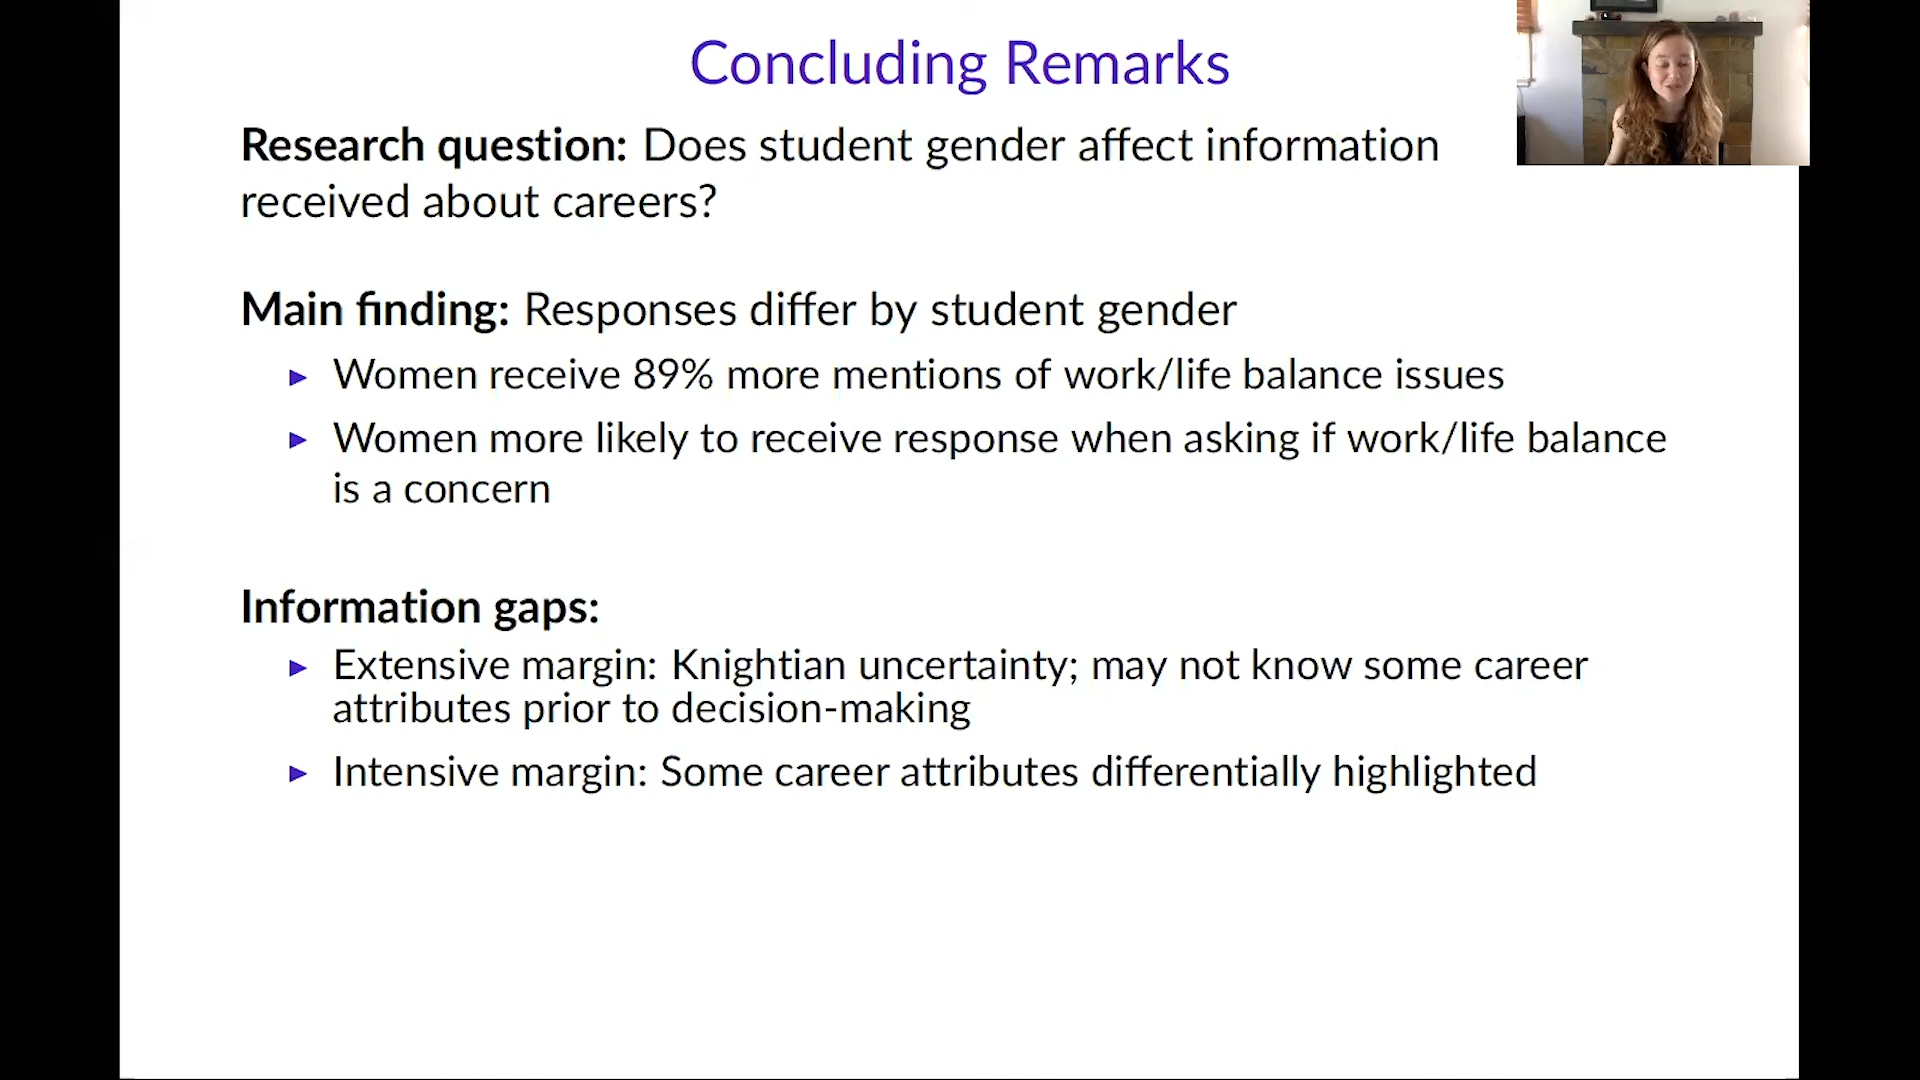 Concluding Remarks
Research question: Does student gender affect information
received about careers?
Main finding: Responses differ by student gender
► Women receive 89% more mentions of work/life balance issues
► Women more likely to receive response when asking if work/life balance
is a concern
Information gaps:
► Extensive margin: Knightian uncertainty; may not know some career
attributes prior to decision-making
► Intensive margin: Some career attributes differentially highlighted